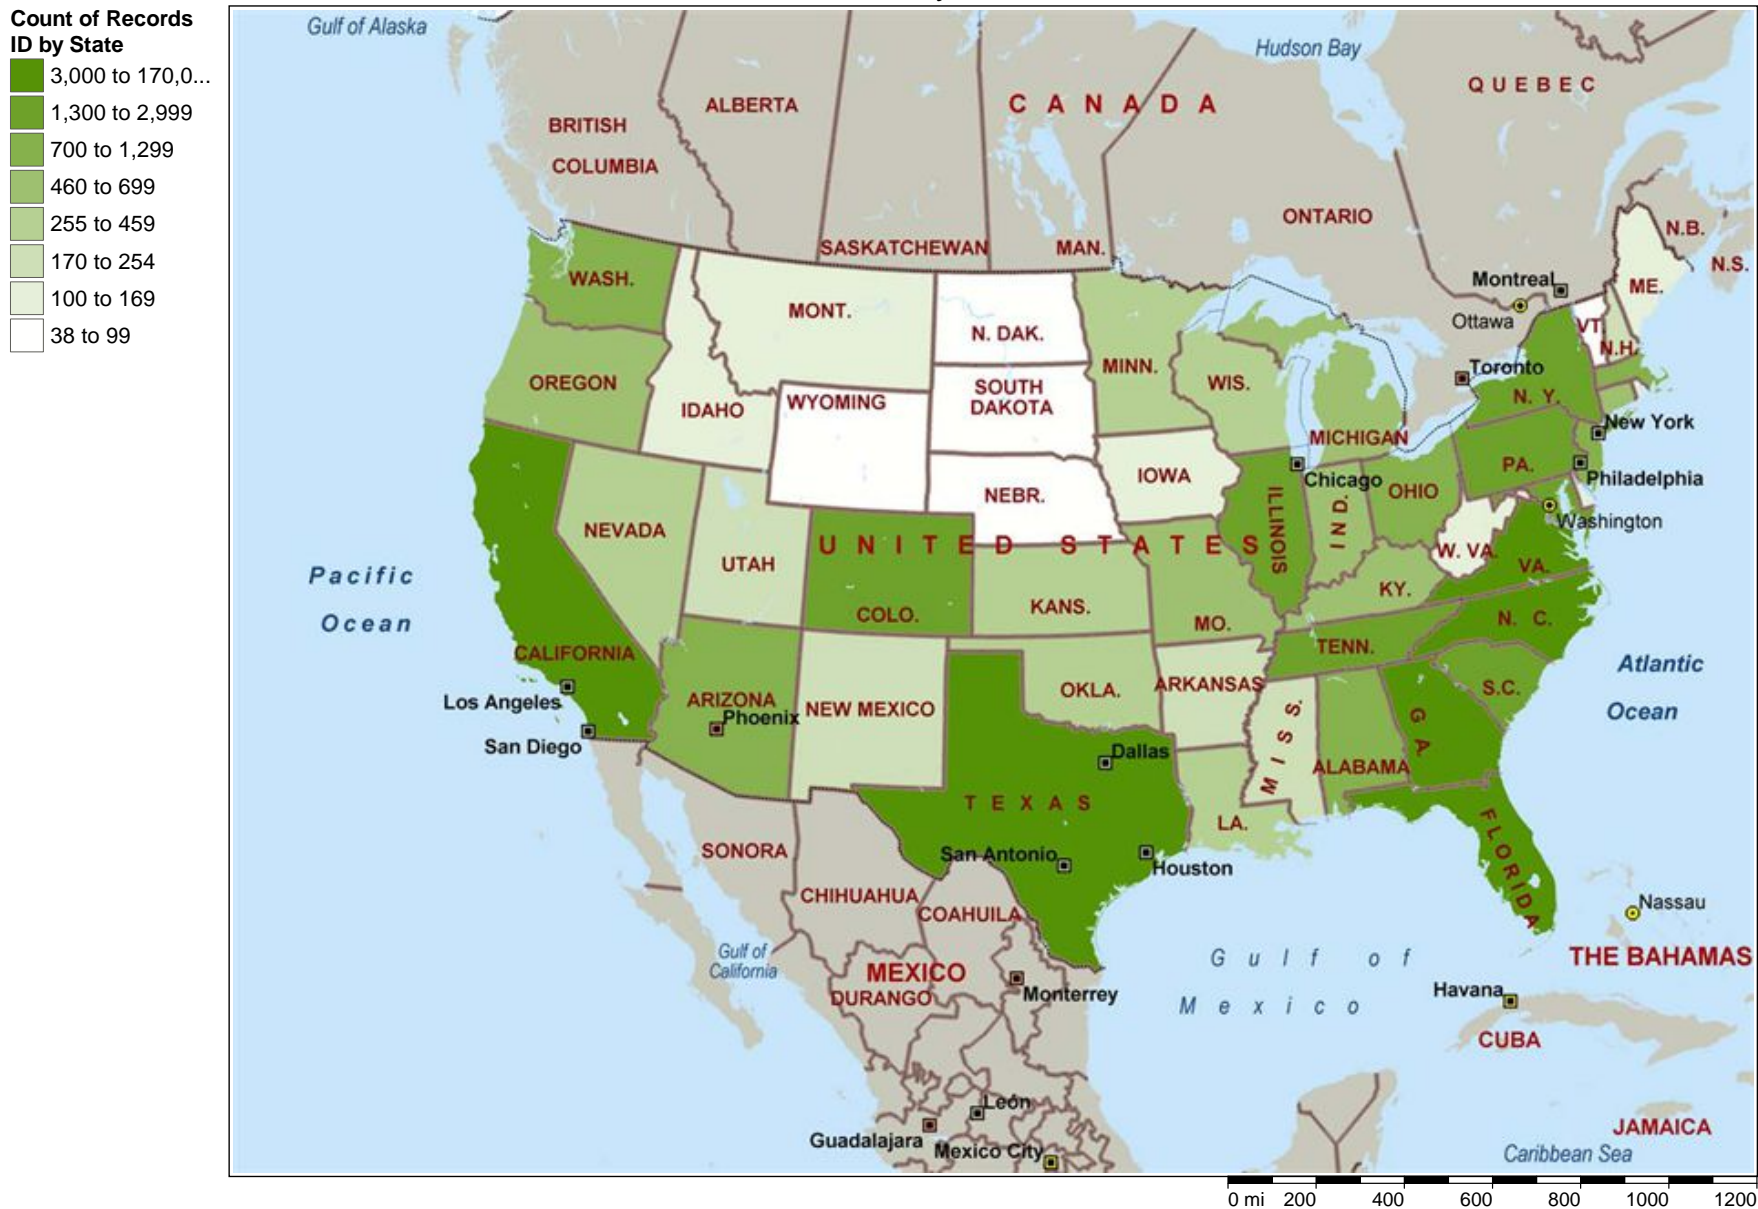 Count of Records
ID by State
3,000 to 170,0...
1,300 to 2,999
700 to 1,299
460 to 699
255 to 459
170 to 254
100 to 169
38 to 99
Gulf of Alaska
Hudson Bay
QUEBEC
CANADA
ALBERTA
BRITISH
COLUMBIA
ONTARIO
SASKATCHEWAN
MAN.
N.B.
N.S.
ME.
Montreal
Ottawa
WASH.
MONT.
N. DAK.
MINN.
VT.
N.H.
Toronto
OREGON
IDAHO
WYOMING
SOUTH
DAKOTA
WIS.
N. Y.
New York
MICHIGAN
PA.
Philadelphia
IOWA
Chicago
OHIO
NEBR.
ILLINOIS
IND.
Washington
NEVADA
UNITED STATES
W. VA.
VA.
UTAH
Pacific
Ocean
COLO.
KANS.
MO.
KY.
N. C.
TENN.
CALIFORNIA
Atlantic
Ocean
ARIZONA
Phoenix
NEW MEXICO
OKLA.
ARKANSAS
S.C.
Los Angeles
San Diego
MISS.
GA.
ALABAMA
Dallas
TEXAS
LA.
FLORIDA
SONORA
San Antonio
Houston
CHIHUAHUA
COAHUILA
Nassau
Gulf of
California
MEXICO
DURANGO
Monterrey
Gulf of
Mexico
THE BAHAMAS
Havana
CUBA
León
Guadalajara
Mexico City
JAMAICA
Caribbean Sea
0 mi 200 400 600 800 1000 1200